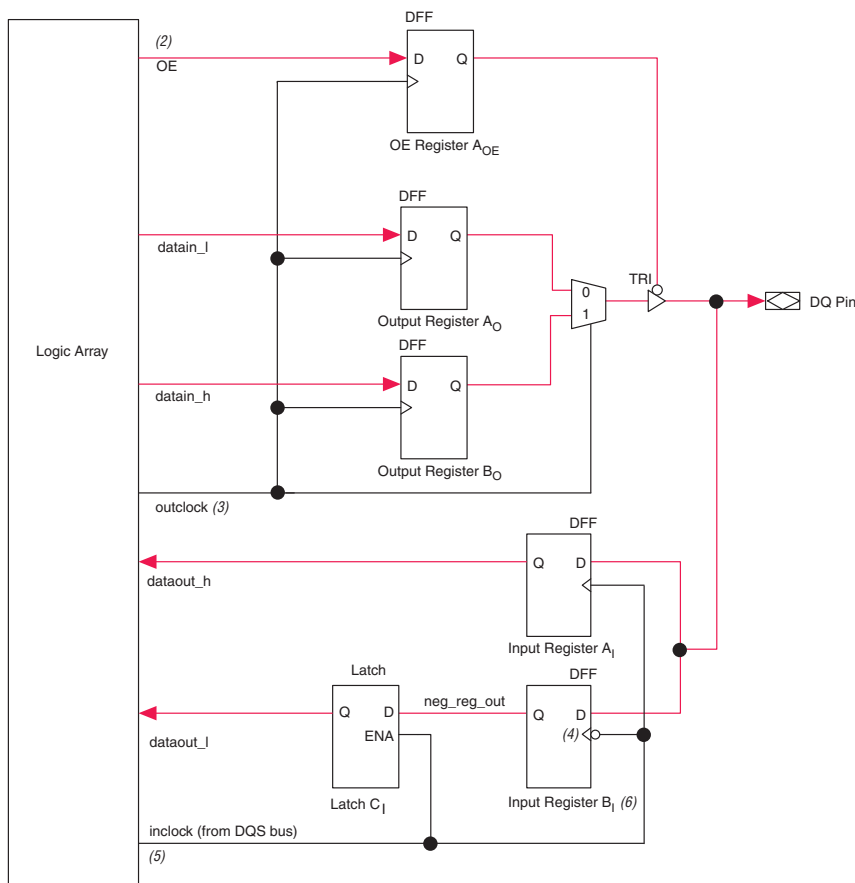 DFF
(2)
OE
D
Q
OE Register AOE
DFF
datain_l
D
Q
TRI
0
1
DQ Pin
Output Register AO
Logic Array
DFF
datain_h
D
Q
Output Register BO
outclock (3)
DFF
Q
D
dataout_h
Input Register AI
Latch
DFF
neg_reg_out
Q
D
Q
D
ENA
(4)
dataout_l
Latch CI
Input Register BI (6)
inclock (from DQS bus)
(5)